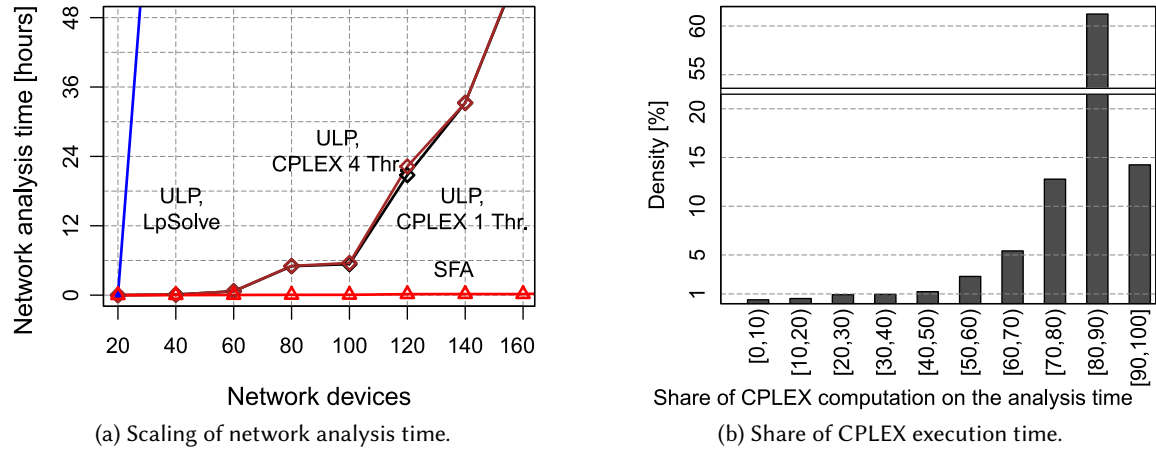 Network analysis time [hours]
48
36
24
12
0
ULP,
LpSolve
ULP,
CPLEX 4 Thr.
ULP,
CPLEX 1 Thr.
SFA
20 40 60 80 100 120 140 160
Network devices
(a) Scaling of network analysis time.
Density [%]
60
55
20
15
10
5
1
[0,10) [10,20) [20,30) [30,40) [40,50) [50,60) [60,70) [70,80) [80,90) [90,100]
Share of CPLEX computation on the analysis time
(b) Share of CPLEX execution time.